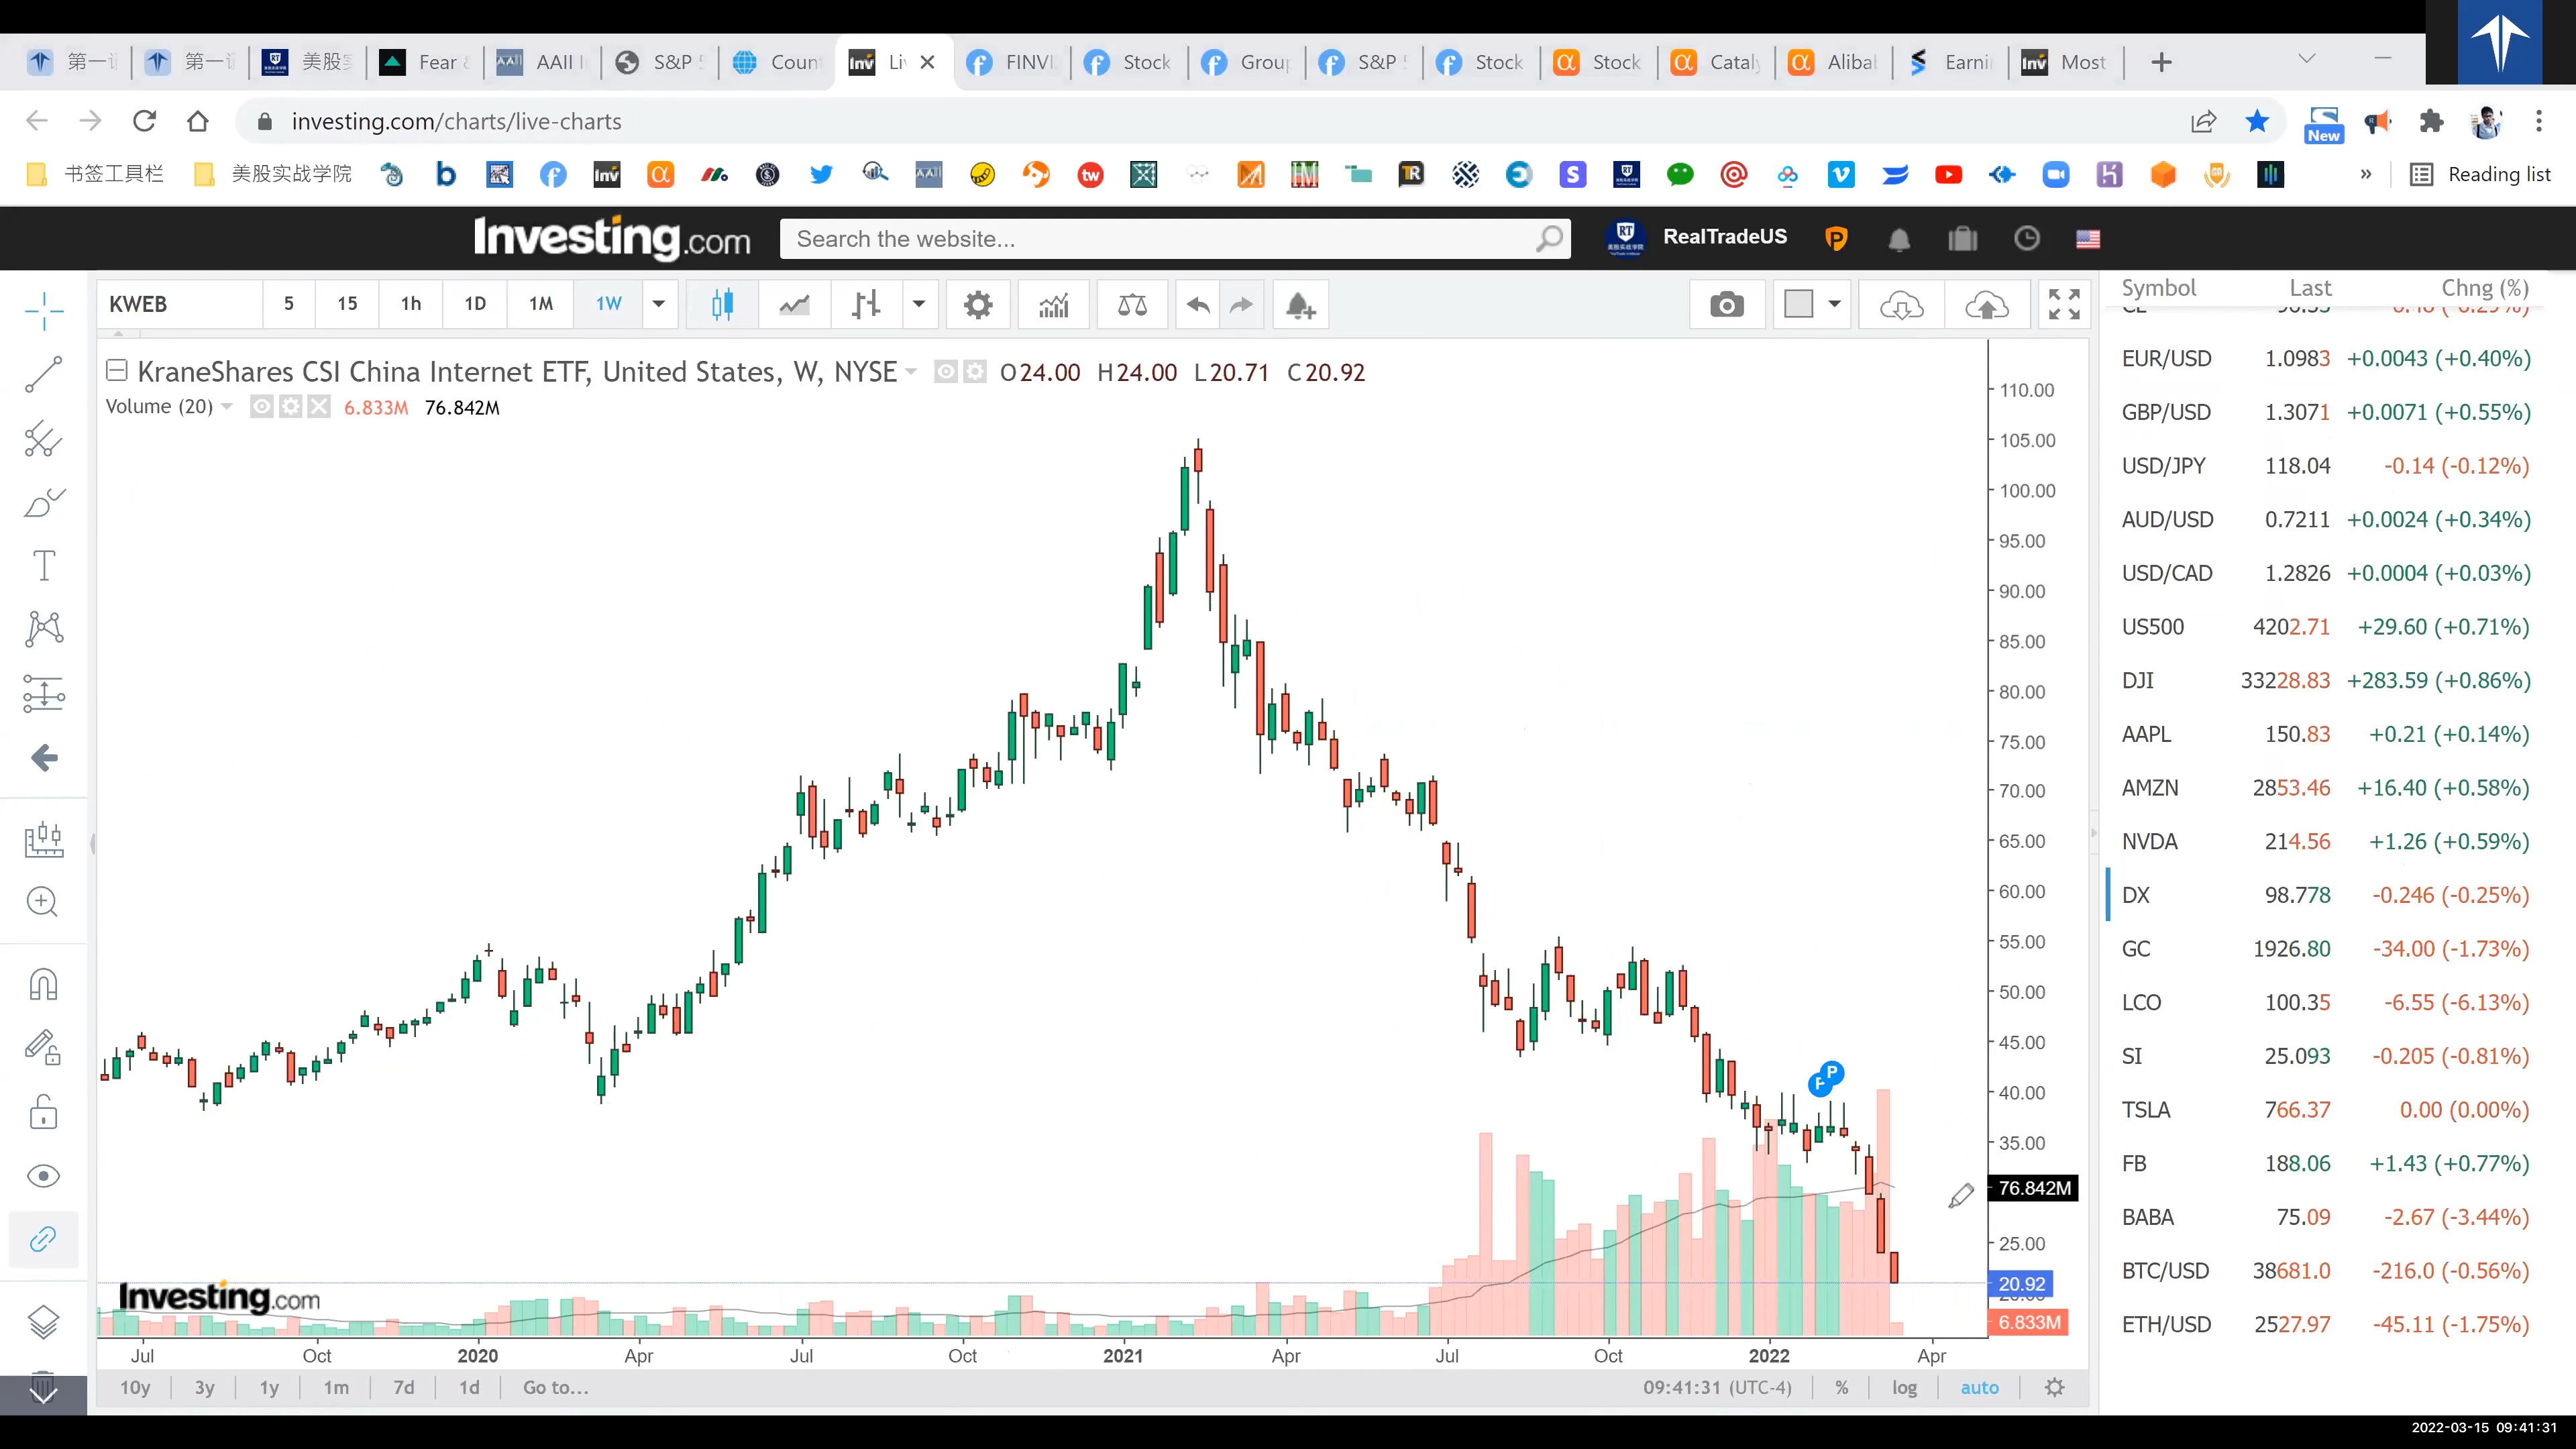 第一 第一 美股 Fear & AAII I S&P 5 Coun Liv FINVI Stock Group S&P 5 Stock Stock Cataly Alibal Earni Most
investing.com/charts/live-charts
New
书签工具栏 美股实战学院 Reading list
Investing.com Search the website... RealTradeUS
KWEB 5 15 1h 1D 1M 1W
Symbol Last Chng (%)
KraneShares CSI China Internet ETF, United States, W, NYSE O24.00 H24.00 L20.71 C20.92
Volume (20) 6.833M 76.842M
EUR/USD 1.0983 +0.0043 (+0.40%)
GBP/USD 1.3071 +0.0071 (+0.55%)
USD/JPY 118.04 -0.14 (-0.12%)
AUD/USD 0.7211 +0.0024 (+0.34%)
USD/CAD 1.2826 +0.0004 (+0.03%)
US500 4202.71 +29.60 (+0.71%)
DJI 33228.83 +283.59 (+0.86%)
AAPL 150.83 +0.21 (+0.14%)
AMZN 2853.46 +16.40 (+0.58%)
NVDA 214.56 +1.26 (+0.59%)
DX 98.778 -0.246 (-0.25%)
GC 1926.80 -34.00 (-1.73%)
LCO 100.35 -6.55 (-6.13%)
SI 25.093 -0.205 (-0.81%)
TSLA 766.37 0.00 (0.00%)
FB 188.06 +1.43 (+0.77%)
BABA 75.09 -2.67 (-3.44%)
BTC/USD 38681.0 -216.0 (-0.56%)
ETH/USD 2527.97 -45.11 (-1.75%)
110.00
105.00
100.00
95.00
90.00
85.00
80.00
75.00
70.00
65.00
60.00
55.00
50.00
45.00
40.00
35.00
76.842M
25.00
20.92
6.833M
P
Investing.com
Jul Oct 2020 Apr Jul Oct 2021 Apr Jul Oct 2022 Apr
10y 3y 1y 1m 7d 1d Go to... 09:41:31 (UTC-4) % log auto
2022-03-15 09:41:31